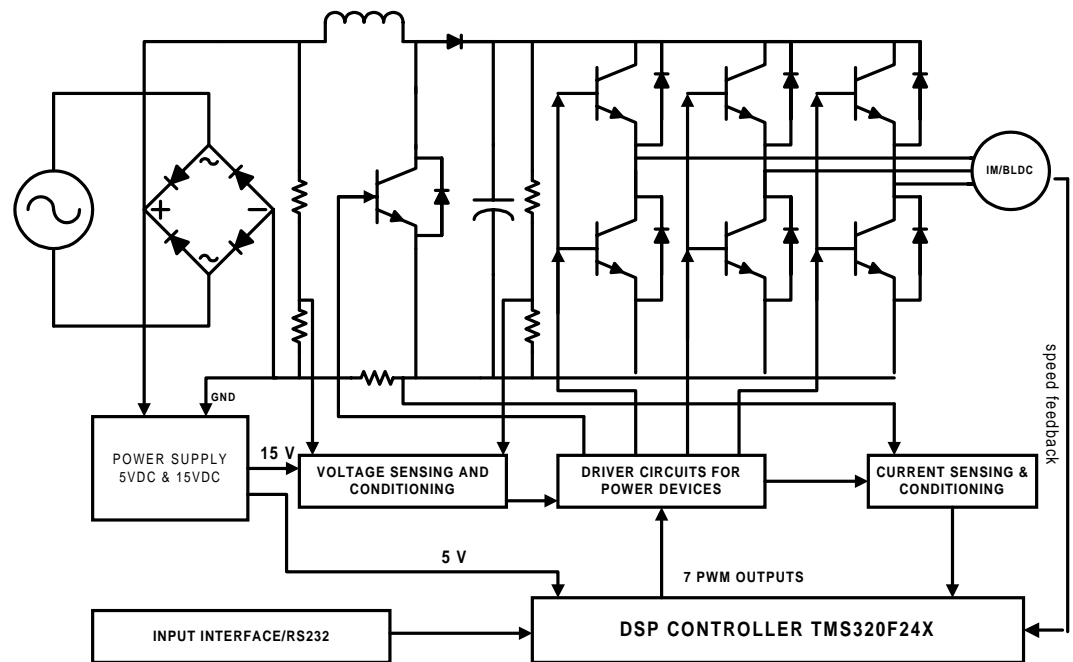 IM/BLDC
speed feedback
GND
POWER SUPPLY
5VDC & 15VDC
15 V
VOLTAGE SENSING AND
CONDITIONING
DRIVER CIRCUITS FOR
POWER DEVICES
CURRENT SENSING &
CONDITIONING
5 V
7 PWM OUTPUTS
INPUT INTERFACE/RS232
DSP CONTROLLER TMS320F24X